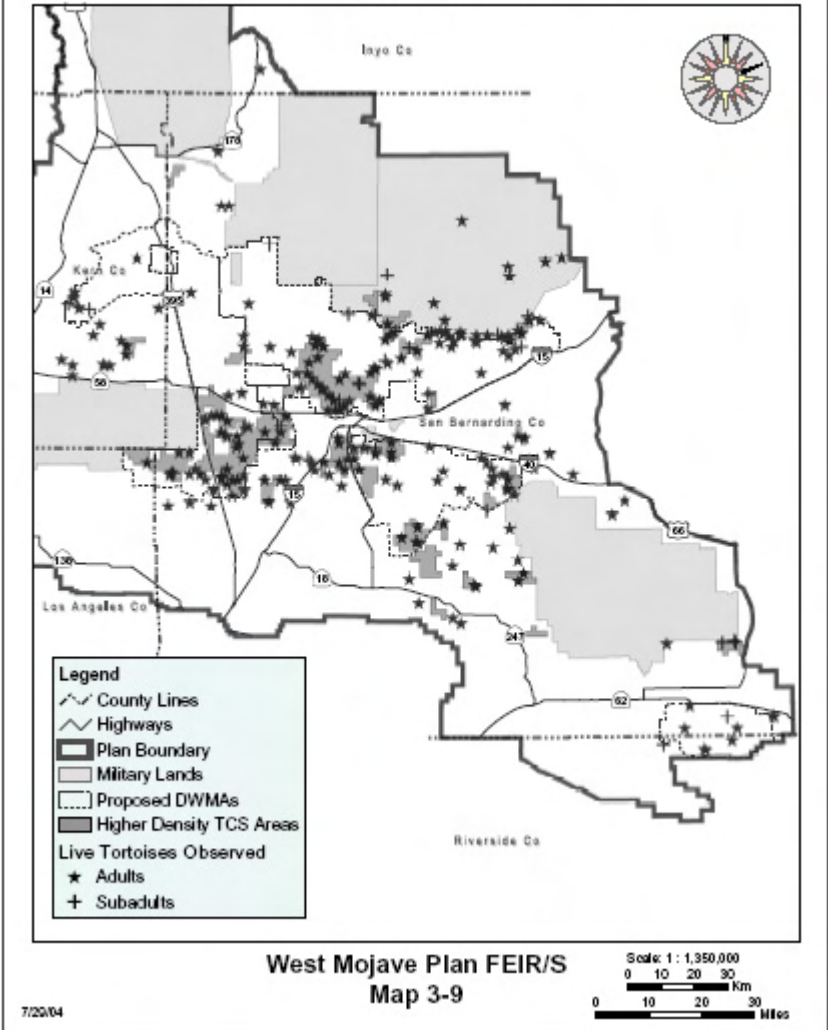 Inyo Co
178
Kern Co
14
395
58
15
San Bernarding Co
40
15
66
138
18
Los Angeles Co
247
62
Riverside Co
Legend
County Lines
Highways
Plan Boundary
Military Lands
Proposed DWMAs
Higher Density TCS Areas
Live Tortoises Observed
Adults
Subadults
West Mojave Plan FEIR/S
Map 3-9
Scale: 1 : 1,350,000
0 10 20 30
Km
0 10 20 30
Miles
7/29/04